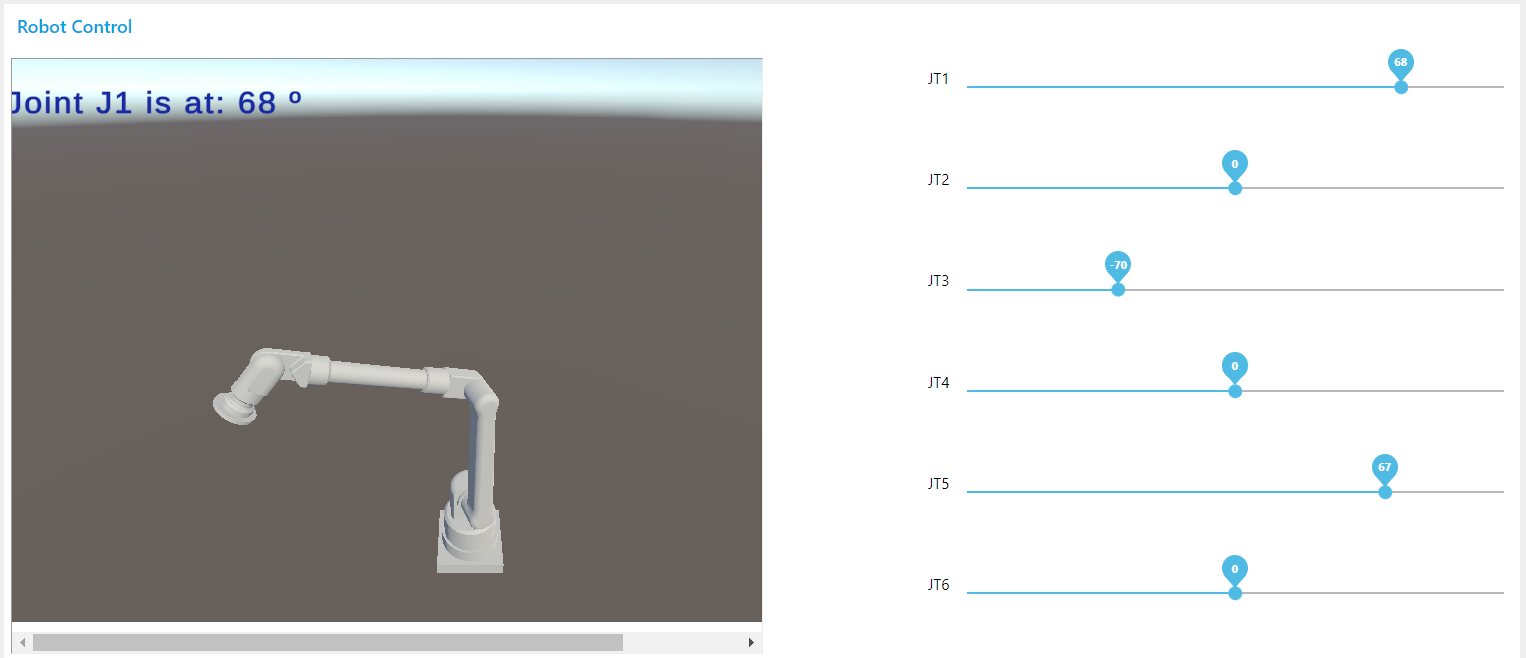 Robot Control
Joint J1 is at: 68 º
JT1
68
JT2
0
JT3
-70
JT4
0
JT5
67
JT6
0